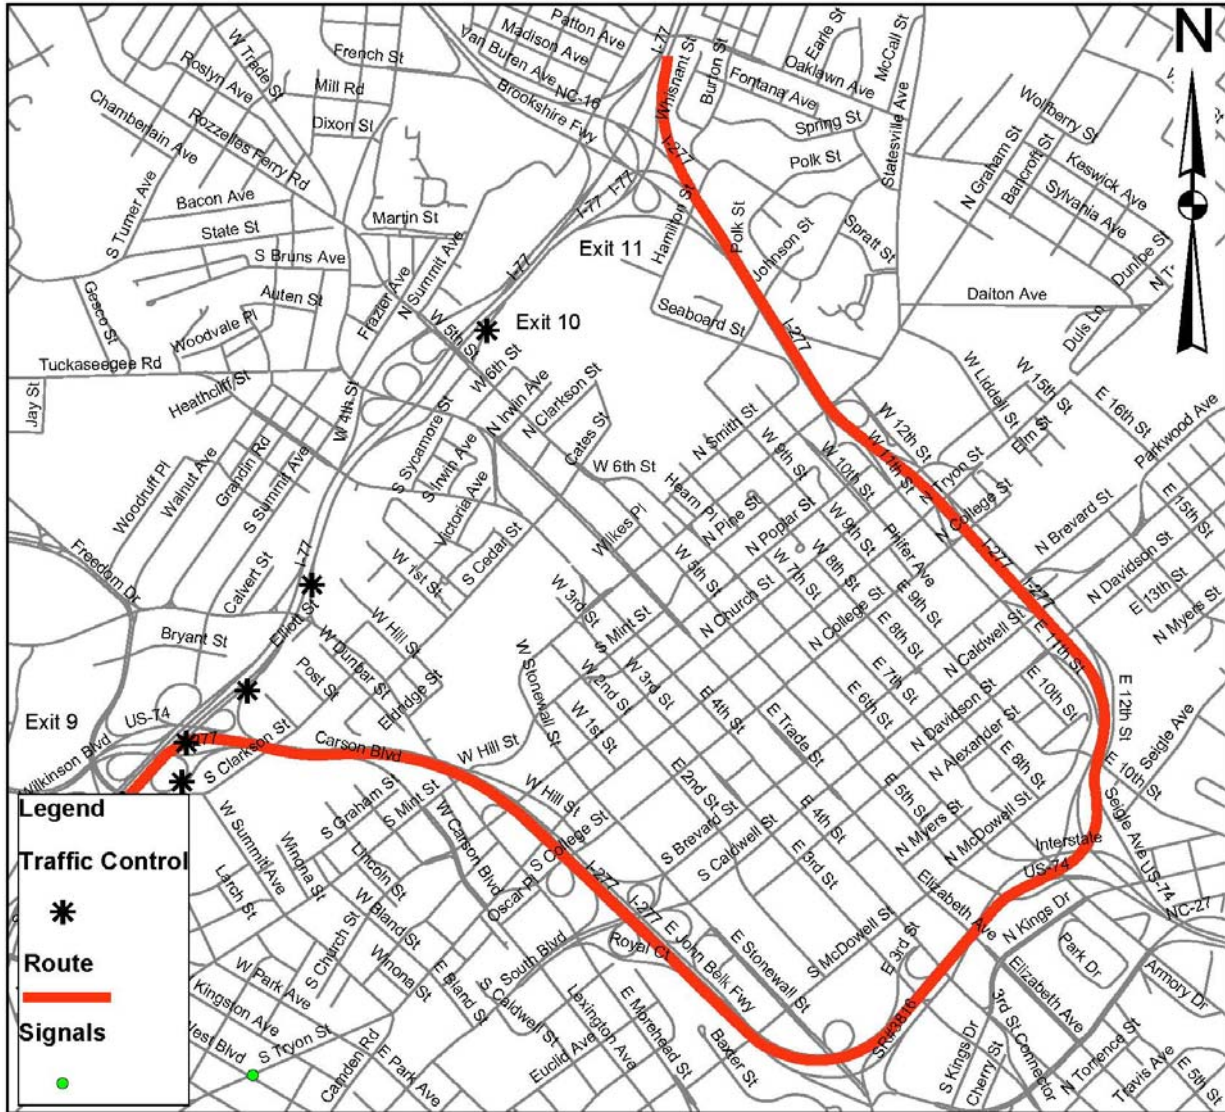 Patton Ave
Madison Ave
Van Buren Ave
NC-16
Brookshire Fwy
I-77
Whisnant St
Burton St
Earle St
McCall St
Oaklawn Ave
Fontana Ave
Spring St
Polk St
Statesville Ave
N
W Trade St
Roslyn Ave
French St
Mill Rd
Dixon St
Chamberlain Ave
Rozzelles Ferry Rd
Bacon Ave
State St
S Turner Ave
S Bruns Ave
Martin St
Auten St
Gesco St
Woodvale Pl
Frazier Ave
N Summit Ave
I-77
I-77
I-77
Exit 11
I-277
Hamilton St
Polk St
Johnson St
Spratt St
Wolfberry St
N Graham St
Bancroft St
Keswick Ave
Sylvania Ave
Dunloe St
Dalton Ave
Duls Ln
Seaboard St
I-277
Exit 10
W 5th St
W 6th St
Tuckaseegee Rd
Jay St
Heathcliff St
W 4th St
N Irwin Ave
N Clarkson St
Cates St
S Sycamore St
S Irwin Ave
Victoria Ave
W 6th St
N Smith St
W 9th St
W 10th St
W 12th St
W 11th St
N Tryon St
N College St
W Liddell St
W 15th St
Elm St
E 16th St
Parkwood Ave
E 15th St
Woodruff Pl
Walnut Ave
Grandin Rd
S Summit Ave
Hearn Pl
N Pine St
N Poplar St
Wilkes Pl
W 5th St
W 7th St
W 8th St
W 9th St
Phifer Ave
N Brevard St
N Davidson St
E 13th St
N Myers St
I-277
I-277
E 11th St
Freedom Dr
I-77
Calvert St
Elliott St
Bryant St
W 1st St
S Cedar St
W Hill St
W Dunbar St
Post St
Eldridge St
W 3rd St
S Mint St
N Church St
N College St
E 9th St
E 8th St
E 7th St
E 6th St
N Caldwell St
E 10th St
N Davidson St
N Alexander St
E 8th St
E 12th St
Seigle Ave
E 10th St
Exit 9
US-74
Wilkinson Blvd
S Clarkson St
Carson Blvd
W Hill St
W Stonewall St
W 2nd St
W 3rd St
W 1st St
E 4th St
E Trade St
E 5th St
N Myers St
N McDowell St
Interstate
US-74
Seigle Ave
US-74
NC-27
W Hill St
S College St
E 2nd St
S Brevard St
S Caldwell St
E 3rd St
E 4th St
Elizabeth Ave
N Kings Dr
Park Dr
Armory Dr
S Graham St
S Mint St
W Carson Blvd
W Summit Ave
Winona St
Lincoln St
Larch St
W Bland St
S Church St
Winona St
Oscar Pl
I-277
I-277
E John Belk Fwy
Royal Ct
E Stonewall St
S McDowell St
E 3rd St
SR#3816
Elizabeth Ave
3rd St Connector
S Kings Dr
Cherry St
N Torrence St
Travis Ave
E 5th St
W Park Ave
Kingston Ave
West Blvd
S Tryon St
Camden Rd
E Park Ave
E Bland St
South Blvd
S Caldwell St
Euclid Ave
Lexington Ave
E Morehead St
Baxter St
Legend
Traffic Control
Route
Signals